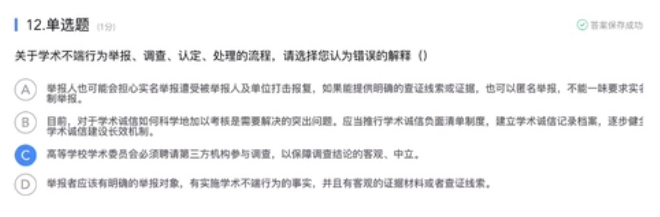 12.单选题 (1分)
答案保存成功
关于学术不端行为举报、调查、认定、处理的流程，请选择您认为错误的解释（）
A 举报人也可能会担心实名举报遭受被举报人及单位打击报复，如果能提供明确的查证线索或证据，也可以匿名举报，不能一味要求实
制举报。
B 目前，对于学术诚信如何科学地加以考核是需要解决的突出问题。应当推行学术诚信负面清单制度，建立学术诚信记录档案，逐步健
学术诚信建设长效机制。
C 高等学校学术委员会必须聘请第三方机构参与调查，以保障调查结论的客观、中立。
D 举报者应该有明确的举报对象，有实施学术不端行为的事实，并且有客观的证据材料或者查证线索。